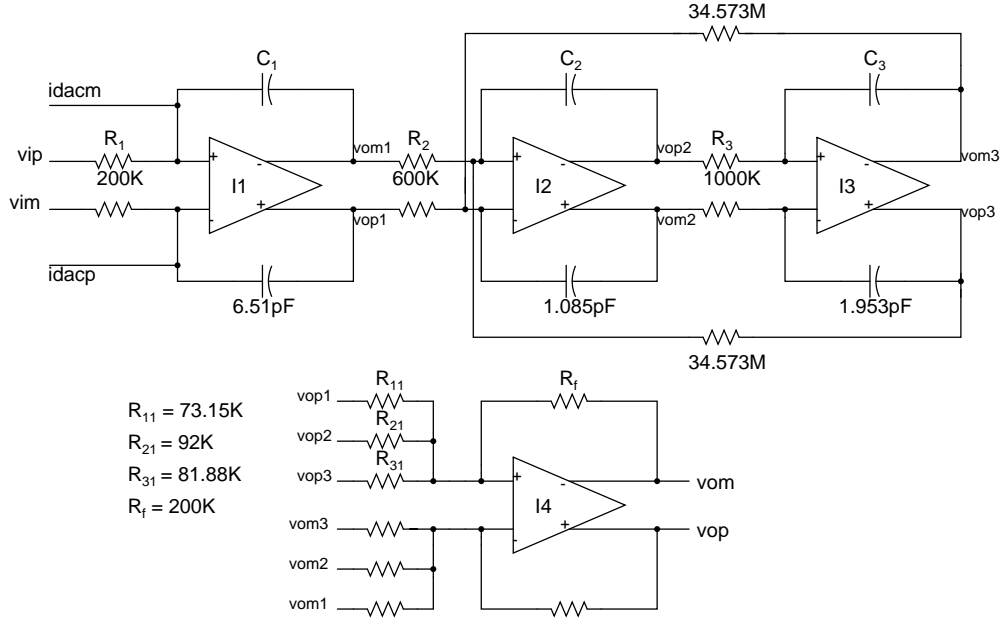 34.573M
C1
C2
C3
idacm
vip
R1
200K
+
-
I1
+
-
vom1
vop1
R2
600K
+
-
I2
+
-
vop2
vom2
R3
1000K
+
-
I3
+
-
vom3
vop3
vim
idacp
6.51pF
1.085pF
1.953pF
34.573M
R11 = 73.15K
R21 = 92K
R31 = 81.88K
Rf = 200K
vop1
R11
vop2
R21
vop3
R31
Rf
+
-
I4
+
-
vom
vop
vom3
vom2
vom1